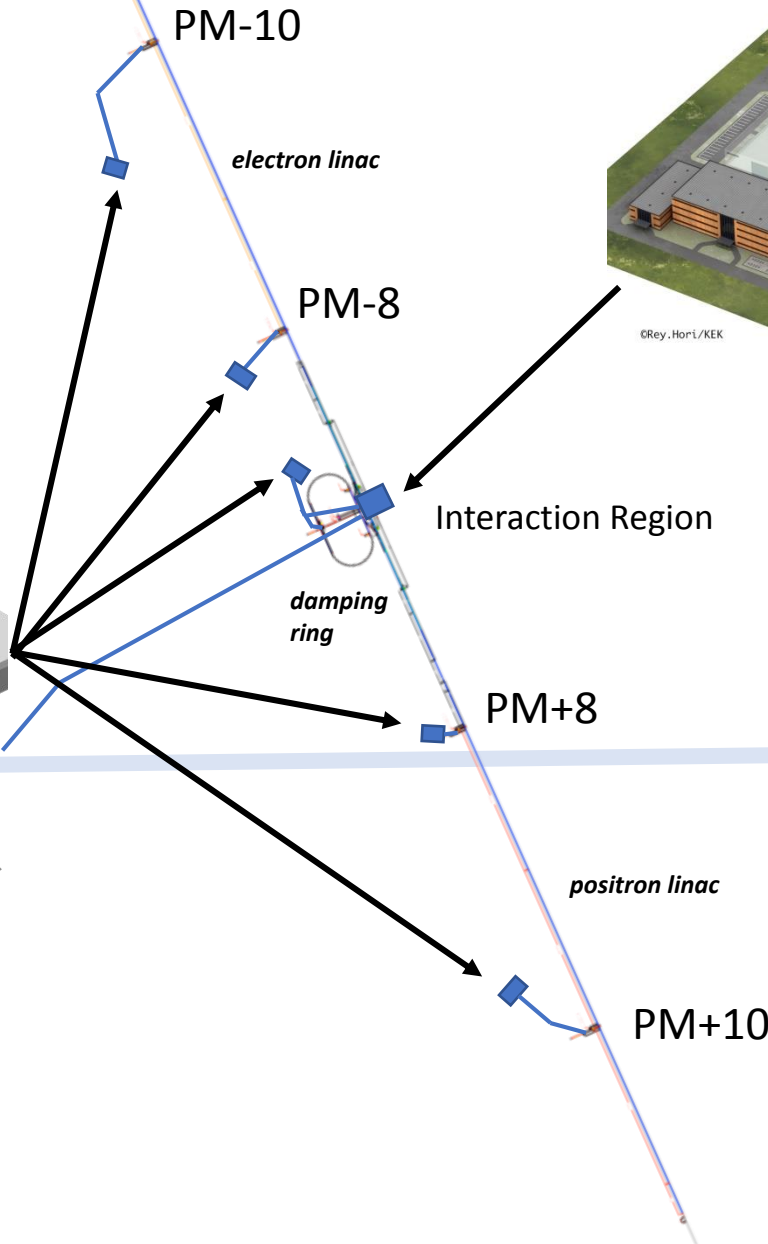 PM-10
electron linac
PM-8
©Rey.Hori/KEK
Interaction Region
damping
ring
PM+8
positron linac
PM+10